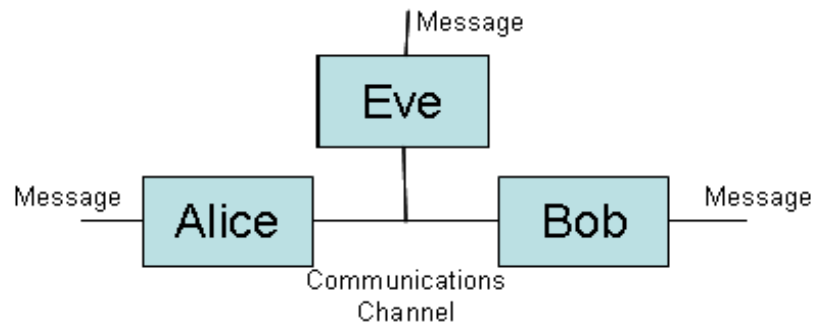 Message
Eve
Message
Alice
Bob
Message
Communications
Channel